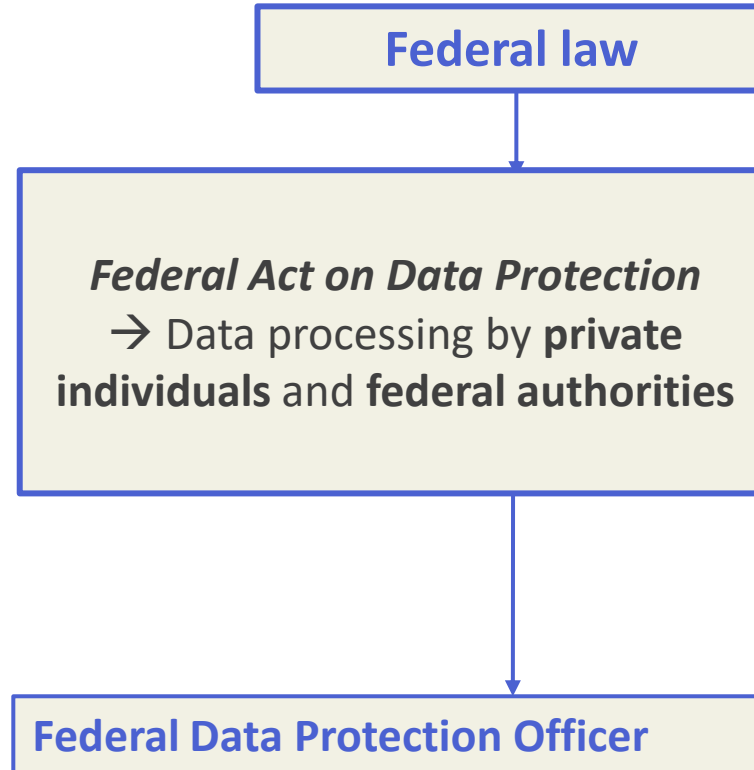 Federal law
Federal Act on Data Protection
→ Data processing by private
individuals and federal authorities
Federal Data Protection Officer